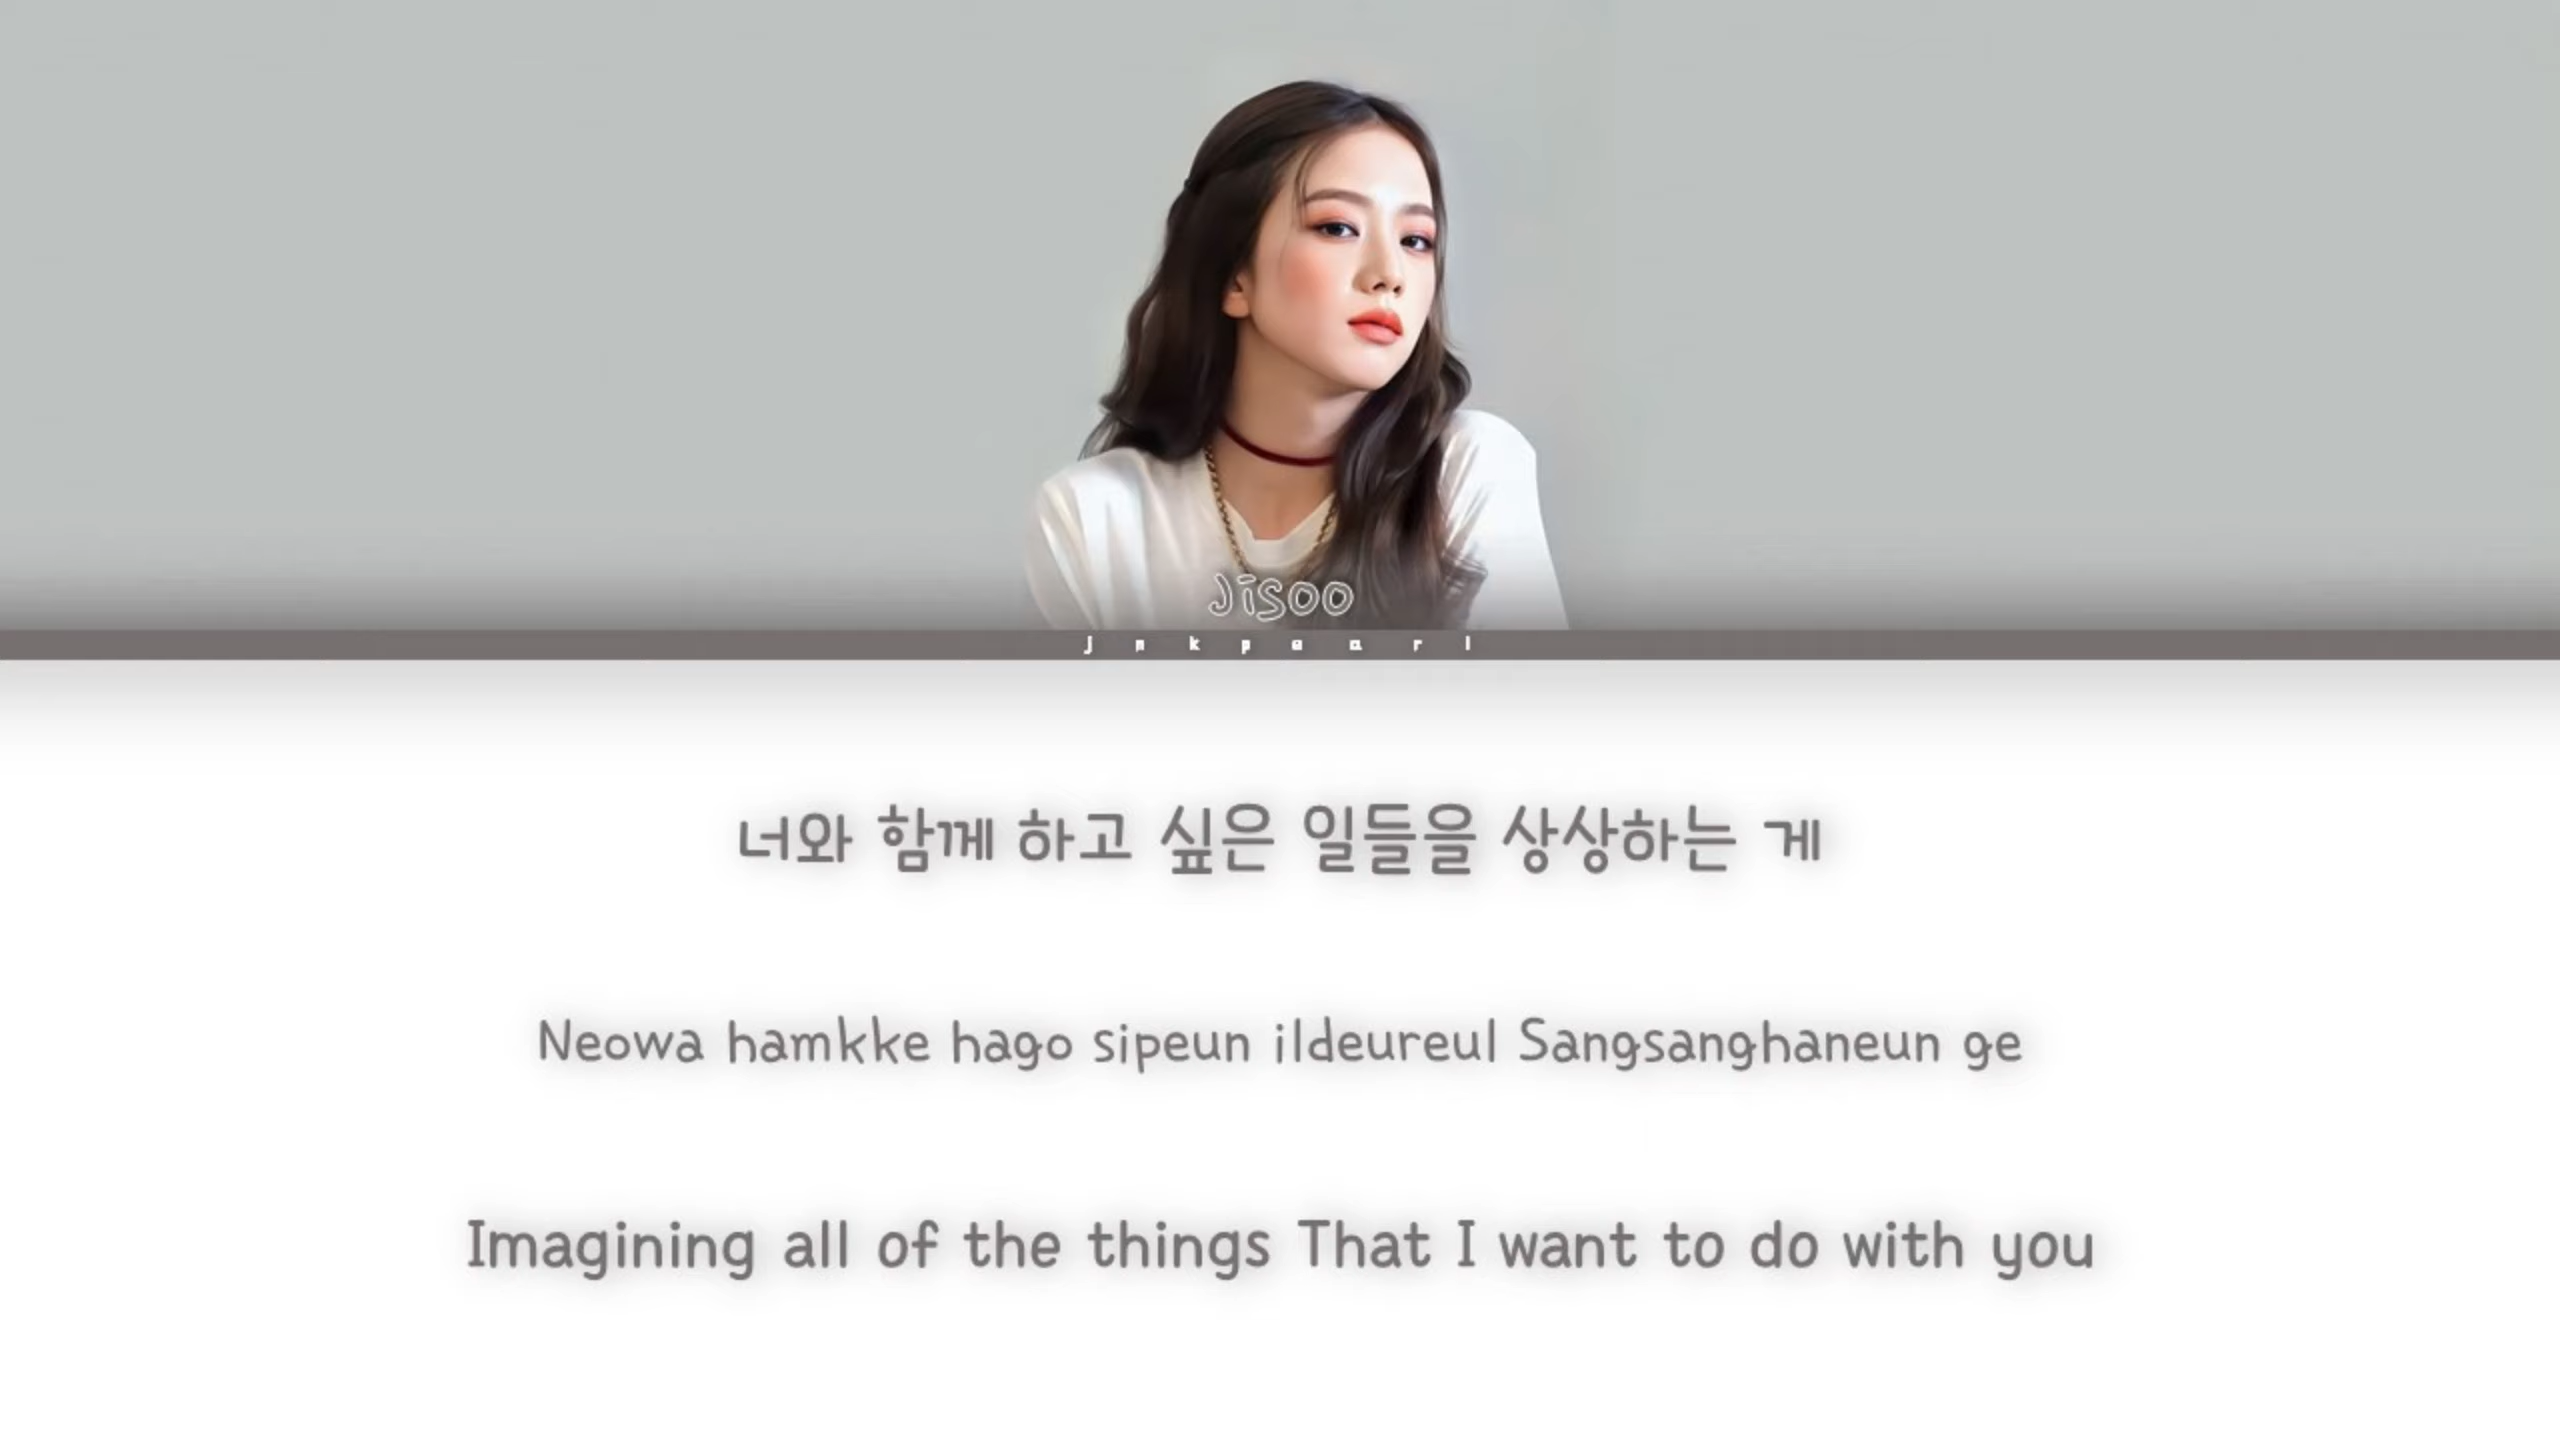 Jisoo
jnkpearl
너와 함께 하고 싶은 일들을 상상하는 게
Neowa hamkke hago sipeun ildeureul Sangsanghaneun ge
Imagining all of the things That I want to do with you